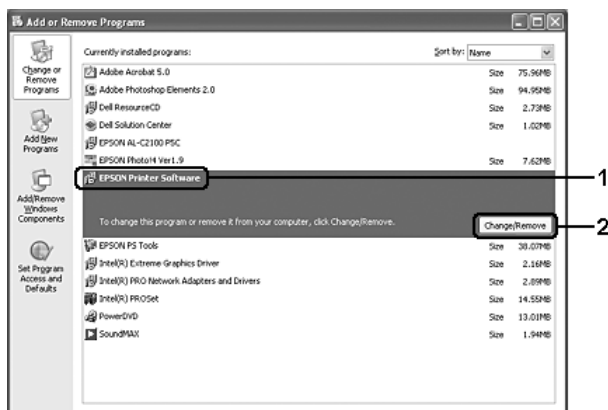 Add or Remove Programs
Currently installed programs:
Sort by: Name
Change or
Remove
Programs
Add New
Programs
Add/Remove
Windows
Components
Set Program
Access and
Defaults
Adobe Acrobat 5.0 Size 75.96MB
Adobe Photoshop Elements 2.0 Size 94.95MB
Dell ResourceCD Size 2.73MB
Dell Solution Center Size 1.02MB
EPSON AL-C2100 PSC
EPSON Photo!4 Ver1.9 Size 7.62MB
EPSON Printer Software 1
To change this program or remove it from your computer, click Change/Remove.
Change/Remove 2
EPSON PS Tools Size 38.07MB
Intel(R) Extreme Graphics Driver Size 2.16MB
Intel(R) PRO Network Adapters and Drivers Size 2.89MB
Intel(R) PROSet Size 14.55MB
PowerDVD Size 13.01MB
SoundMAX Size 1.94MB